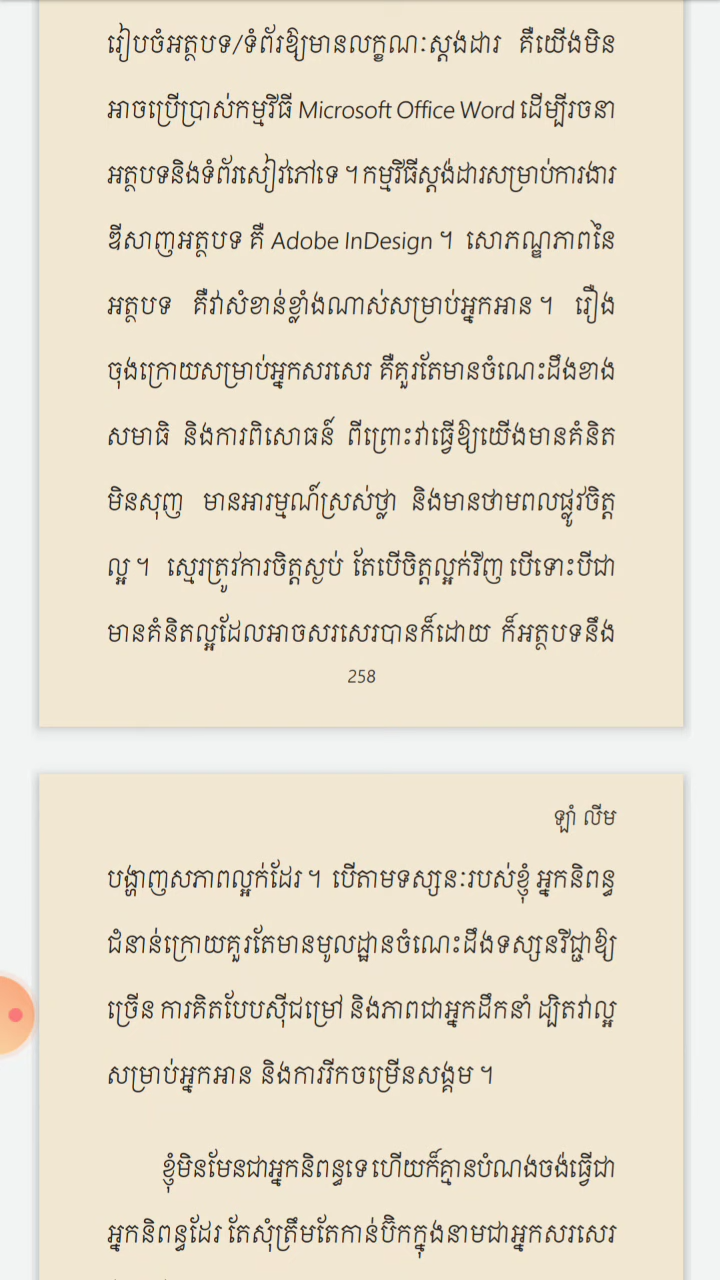 រៀបចំអត្ថបទ/ទំព័រឱ្យមានលក្ខណៈស្តងដារ គឺយើងមិន
អាចប្រើប្រាស់កម្មវិធី Microsoft Office Word ដើម្បីរចនា
អត្ថបទនិងទំព័រសៀវភៅទេ ។ កម្មវិធីស្តង់ដារសម្រាប់ការងារ
ឌីសាញអត្ថបទ គឺ Adobe InDesign ។ សោភណ្ឌភាពនៃ
អត្ថបទ គឺវាសំខាន់ខ្លាំងណាស់សម្រាប់អ្នកអាន ។ រឿង
ចុងក្រោយសម្រាប់អ្នកសរសេរ គឺគួរតែមានចំណេះដឹងខាង
សមាធិ និងការពិសោធន៍ ពីព្រោះវាធ្វើឱ្យយើងមានគំនិត
មិនសុញ មានអារម្មណ៍ស្រស់ថ្លា និងមានថាមពលផ្លូវចិត្ត
ល្អ ។ ស្មេរត្រូវការចិត្តស្ងប់ តែបើចិត្តល្អក់វិញ បើទោះបីជា
មានគំនិតល្អដែលអាចសរសេរបានក៏ដោយ ក៏អត្ថបទនឹង
258
ឡាំ លីម
បង្ហាញសភាពល្អក់ដែរ ។ បើតាមទស្សនៈរបស់ខ្ញុំ អ្នកនិពន្ធ
ជំនាន់ក្រោយគួរតែមានមូលដ្ឋានចំណេះដឹងទស្សនវិជ្ជាឱ្យ
ច្រើន ការគិតបែបស៊ីជម្រៅ និងភាពជាអ្នកដឹកនាំ ដ្បិតវាល្អ
សម្រាប់អ្នកអាន និងការរីកចម្រើនសង្គម ។
ខ្ញុំមិនមែនជាអ្នកនិពន្ធទេ ហើយក៏គ្មានបំណងចង់ធ្វើជា
អ្នកនិពន្ធដែរ តែសុំត្រឹមតែកាន់ប៊ិកក្នុងនាមជាអ្នកសរសេរ